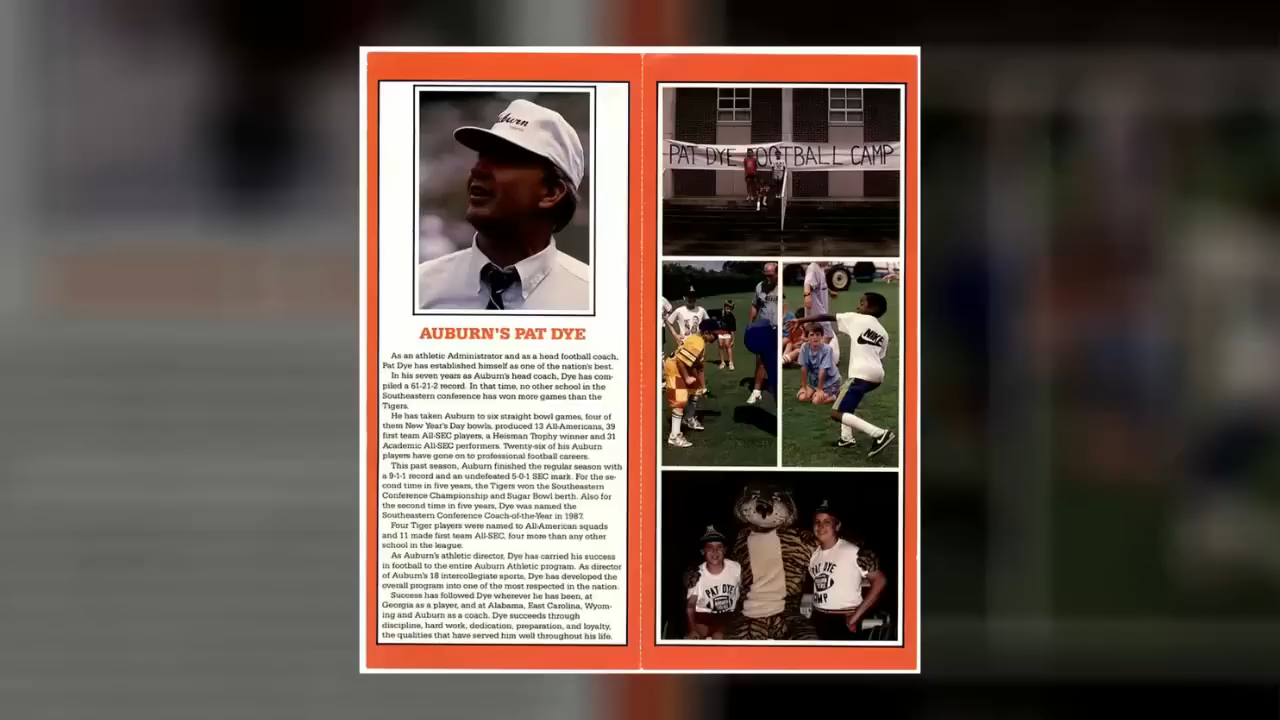 AUBURN'S PAT DYE
As an athletic Administrator and as a head football coach,
Pat Dye has established himself as one of the nation's best.
In his seven years as Auburn's head coach, Dye has com-
piled a 61-21-2 record. In that time, no other school in the
Southeastern conference has won more games than the
Tigers.
He has taken Auburn to six straight bowl games, four of
them New Year's Day bowls, produced 13 All-Americans, 39
first team All-SEC players, a Heisman Trophy winner and 31
Academic All-SEC performers. Twenty-six of his Auburn
players have gone on to professional football careers.
This past season, Auburn finished the regular season with
a 9-1-1 record and an undefeated 5-0-1 SEC mark. For the se-
cond time in five years, the Tigers won the Southeastern
Conference Championship and Sugar Bowl berth. Also for
the second time in five years, Dye was named the
Southeastern Conference Coach-of-the-Year in 1987.
Four Tiger players were named to All-American squads
and 11 made first team All-SEC, four more than any other
school in the league.
As Auburn's athletic director, Dye has carried his success
in football to the entire Auburn Athletic program. As director
of Auburn's 18 intercollegiate sports, Dye has developed the
overall program into one of the most respected in the nation.
Success has followed Dye wherever he has been, at
Georgia as a player, and at Alabama, East Carolina, Wyom-
ing and Auburn as a coach. Dye succeeds through
discipline, hard work, dedication, preparation, and loyalty,
the qualities that have served him well throughout his life.
PAT DYE FOOTBALL CAMP
NIKE
PAT DYE
PAT DYE